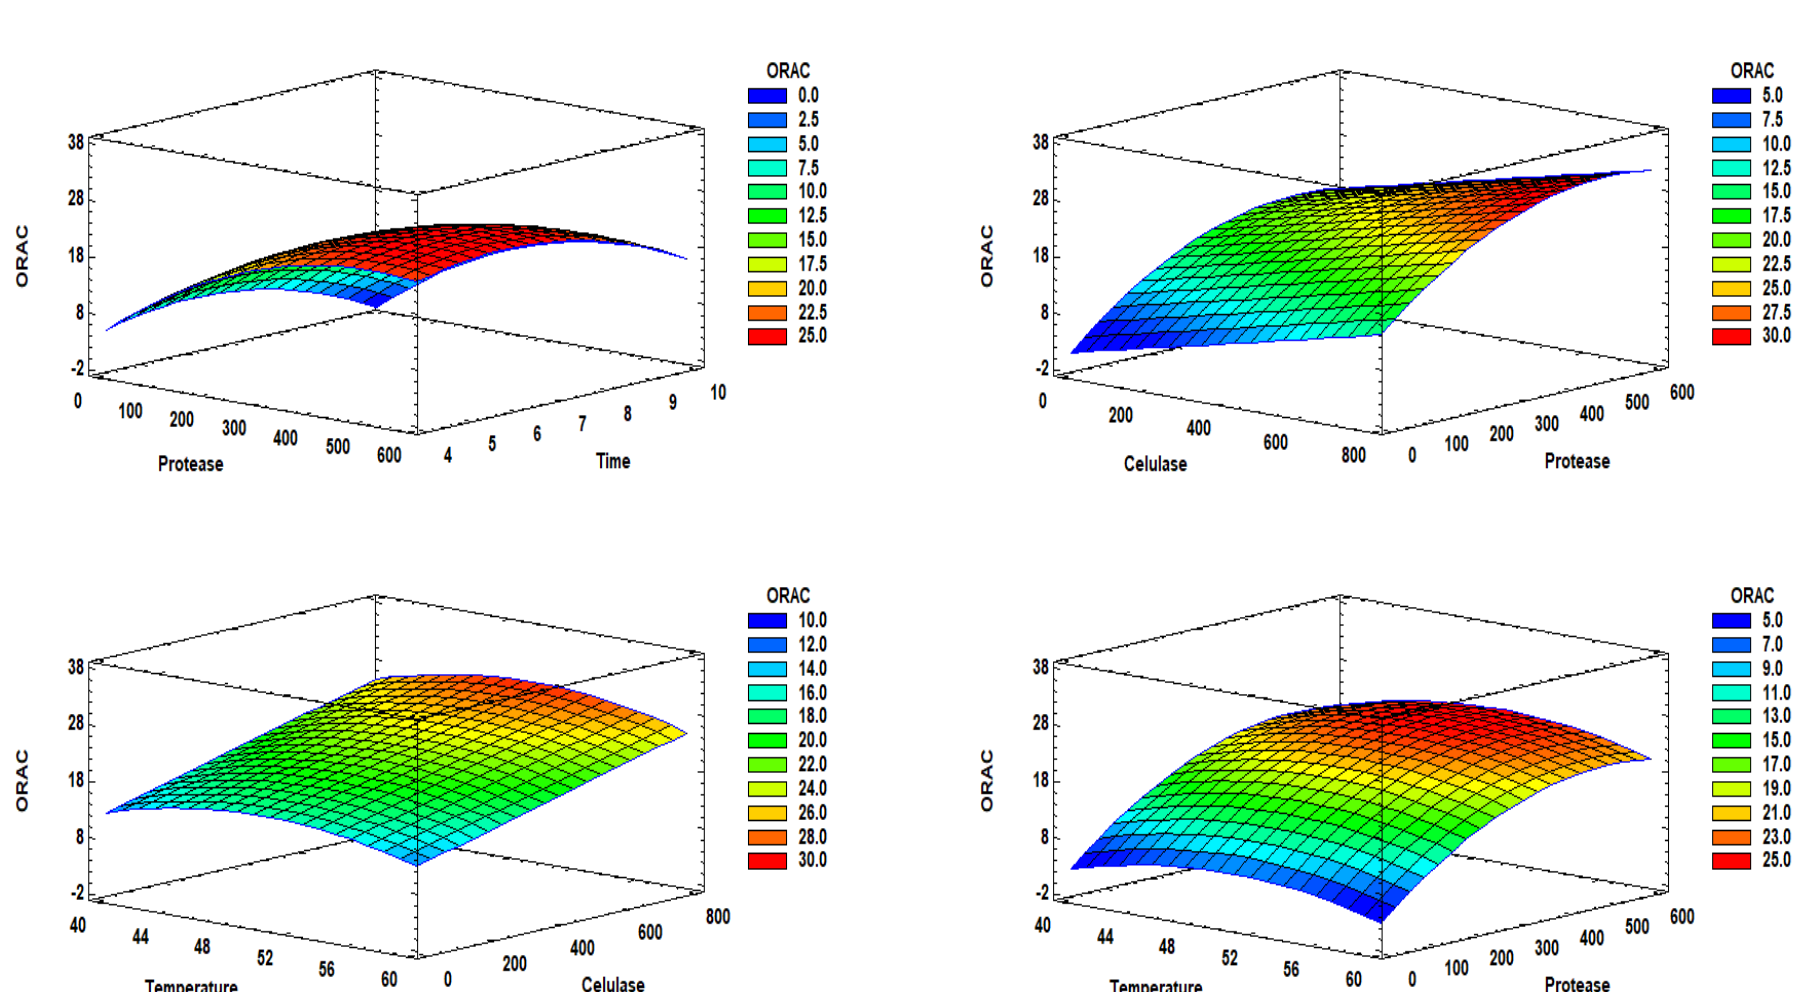 ORAC
0.0
2.5
5.0
7.5
10.0
12.5
15.0
17.5
20.0
22.5
25.0
38
28
18
8
-2
ORAC
0 100 200 300 400 500 600
Protease
4 5 6 7 8 9 10
Time
ORAC
5.0
7.5
10.0
12.5
15.0
17.5
20.0
22.5
25.0
27.5
30.0
38
28
18
8
-2
ORAC
0 200 400 600 800
Celulase
0 100 200 300 400 500 600
Protease
ORAC
10.0
12.0
14.0
16.0
18.0
20.0
22.0
24.0
26.0
28.0
30.0
38
28
18
8
-2
ORAC
40 44 48 52 56 60
Temperature
0 200 400 600 800
Celulase
ORAC
5.0
7.0
9.0
11.0
13.0
15.0
17.0
19.0
21.0
23.0
25.0
38
28
18
8
-2
ORAC
40 44 48 52 56 60
Temperature
0 100 200 300 400 500 600
Protease